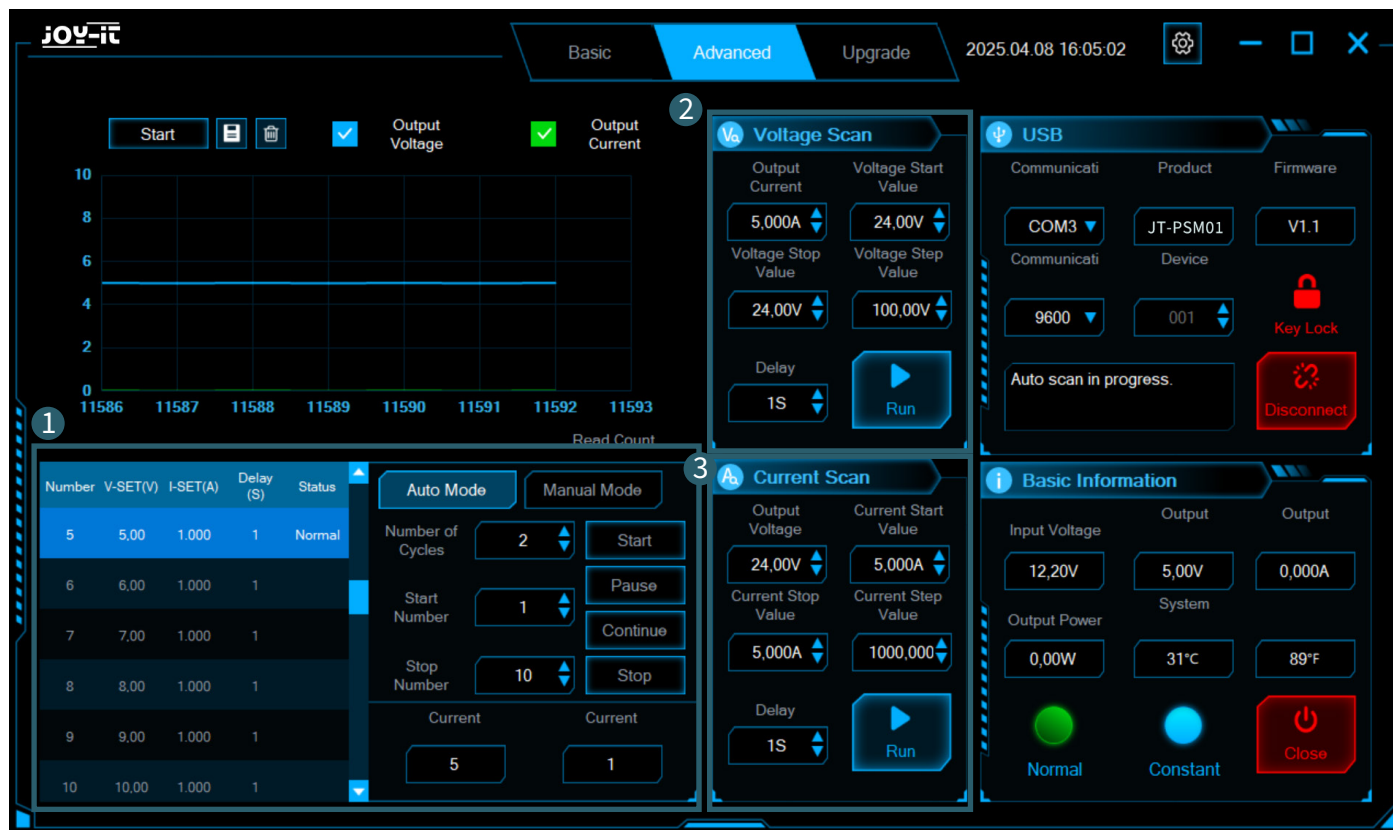 JOY-iT
Basic
Advanced
Upgrade
2025.04.08 16:05:02
Start
Output
Voltage
Output
Current
10
8
6
4
2
0
11586 11587 11588 11589 11590 11591 11592 11593
Read Count
1
Number V-SET(V) I-SET(A) Delay (S) Status
5 5,00 1.000 1 Normal
6 6,00 1.000 1
7 7,00 1.000 1
8 8,00 1.000 1
9 9,00 1.000 1
10 10,00 1.000 1
Auto Mode
Manual Mode
Number of
Cycles
2
Start
Pause
Start
Number
1
Continue
Stop
Number
10
Stop
Current
Current
5
1
2
Va
Voltage Scan
Output
Current
Voltage Start
Value
5,000A
24,00V
Voltage Stop
Value
Voltage Step
Value
24,00V
100,00V
Delay
1S
Run
3
Current Scan
Output
Voltage
Current Start
Value
24,00V
5,000A
Current Stop
Value
Current Step
Value
5,000A
1000,000
Delay
1S
Run
USB
Communicati
Product
Firmware
COM3
JT-PSM01
V1.1
Communicati
Device
9600
001
Key Lock
Auto scan in progress.
Disconnect
i
Basic Information
Input Voltage
Output
Output
12,20V
5,00V
0,000A
Output Power
System
0,00W
31°C
89°F
Normal
Constant
Close